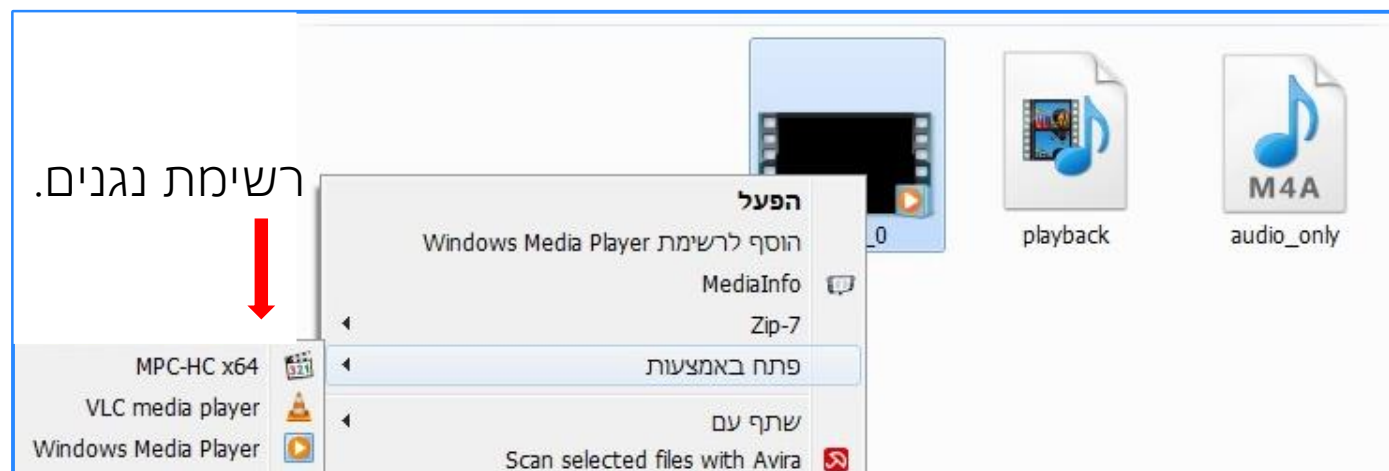 רשימת נגנים.
הפעל
הוסף לרשימת Windows Media Player
MediaInfo
Zip-7
פתח באמצעות
שתף עם
Scan selected files with Avira
MPC-HC x64
VLC media player
Windows Media Player
_0
playback
M4A
audio_only
321